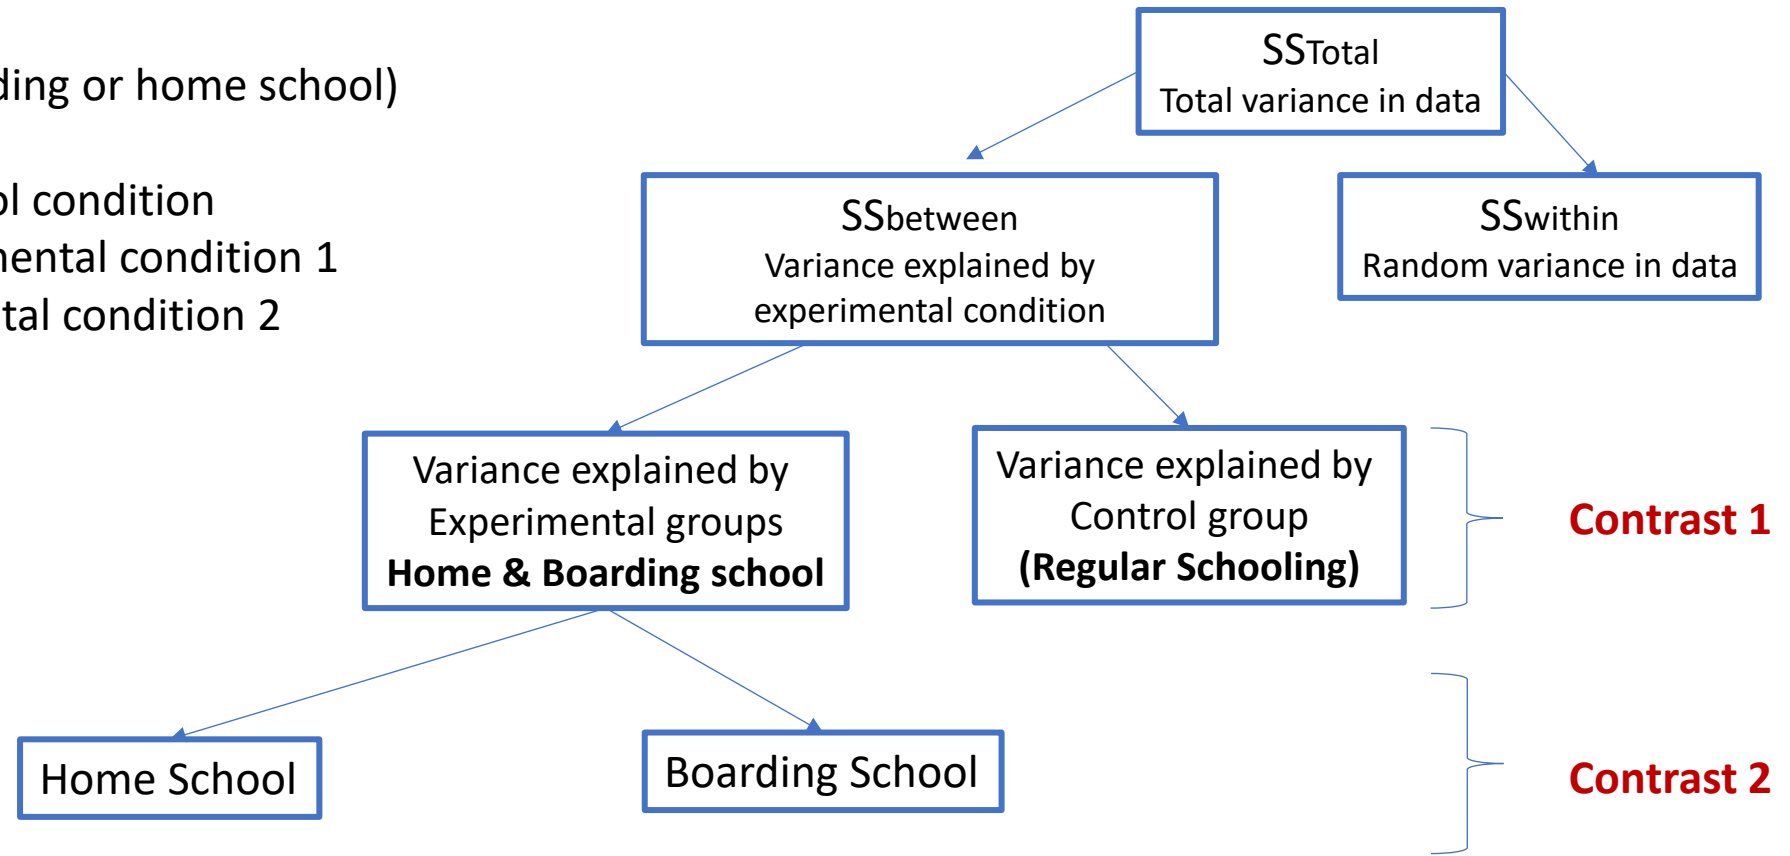 ding or home school)
ol condition
mental condition 1
tal condition 2
SSTotal
Total variance in data
SSbetween
Variance explained by
experimental condition
SSwithin
Random variance in data
Variance explained by
Experimental groups
Home & Boarding school
Variance explained by
Control group
(Regular Schooling)
Contrast 1
Home School
Boarding School
Contrast 2